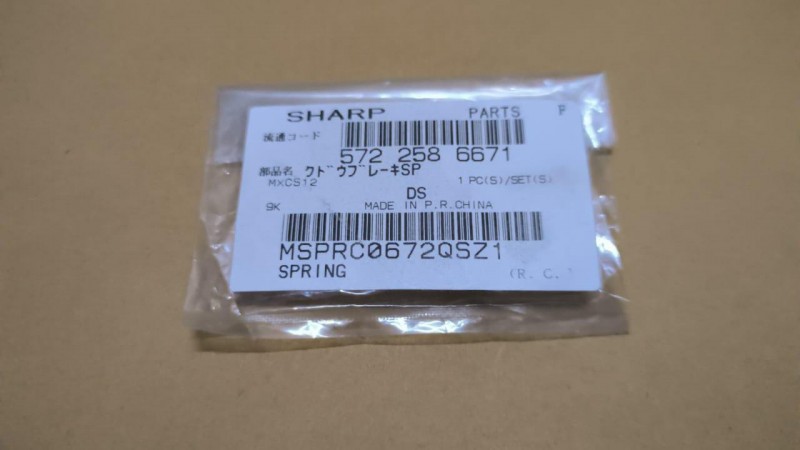 SHARP PARTS P
流通コード
572 258 6671
部品名 クドウブレーキSP
MXCS12 1 PC(S)/SET(S)
DS
9K MADE IN P.R.CHINA
MSPRC0672QSZ1
SPRING (R. C. )